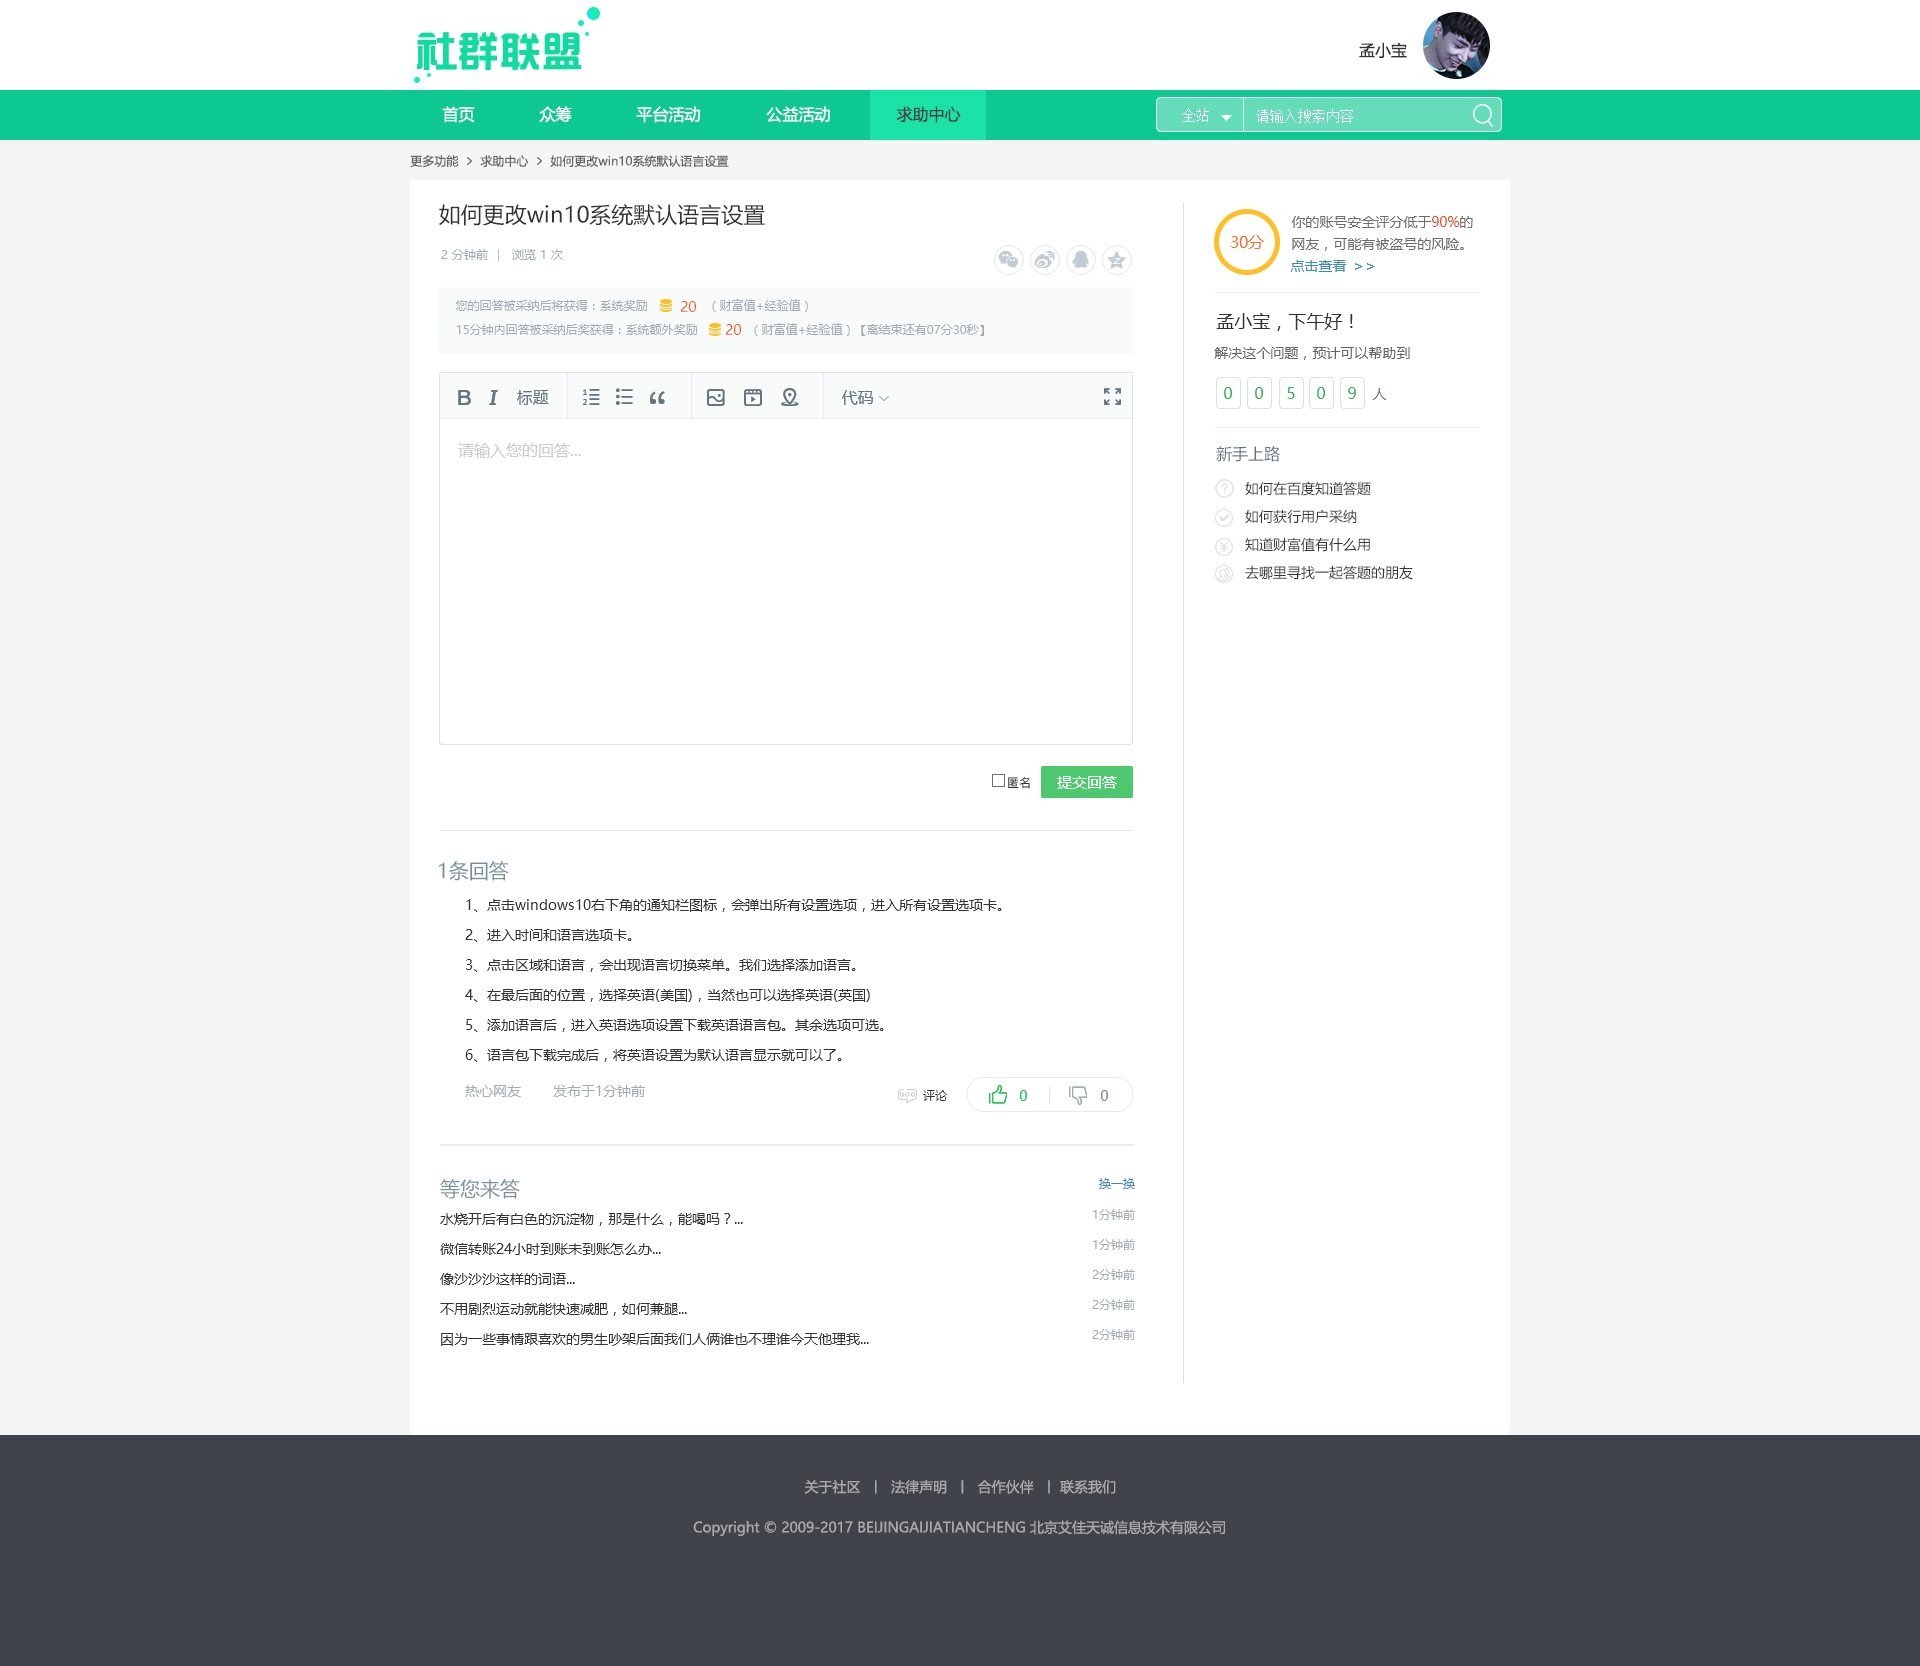 社群联盟
孟小宝
首页 众筹 平台活动 公益活动 求助中心 全站 请输入搜索内容
更多功能 > 求助中心 > 如何更改win10系统默认语言设置
如何更改win10系统默认语言设置
2 分钟前 | 浏览 1 次
您的回答被采纳后将获得：系统奖励 20 （财富值+经验值）
15分钟内回答被采纳后奖获得：系统额外奖励 20 （财富值+经验值）【离结束还有07分30秒】
B I 标题 代码
请输入您的回答...
匿名 提交回答
1条回答
1、点击windows10右下角的通知栏图标，会弹出所有设置选项，进入所有设置选项卡。
2、进入时间和语言选项卡。
3、点击区域和语言，会出现语言切换菜单。我们选择添加语言。
4、在最后面的位置，选择英语(美国)，当然也可以选择英语(英国)
5、添加语言后，进入英语选项设置下载英语语言包。其余选项可选。
6、语言包下载完成后，将英语设置为默认语言显示就可以了。
热心网友 发布于1分钟前 评论 0 | 0
等您来答 换一换
水烧开后有白色的沉淀物，那是什么，能喝吗？... 1分钟前
微信转账24小时到账未到账怎么办... 1分钟前
像沙沙沙这样的词语... 2分钟前
不用剧烈运动就能快速减肥，如何兼腿... 2分钟前
因为一些事情跟喜欢的男生吵架后面我们人俩谁也不理谁今天他理我... 2分钟前
30分
你的账号安全评分低于90%的
网友，可能有被盗号的风险。
点击查看 >>
孟小宝，下午好！
解决这个问题，预计可以帮助到
0 0 5 0 9 人
新手上路
如何在百度知道答题
如何获行用户采纳
知道财富值有什么用
去哪里寻找一起答题的朋友
关于社区 | 法律声明 | 合作伙伴 | 联系我们
Copyright © 2009-2017 BEIJINGAIJIATIANCHENG 北京艾佳天诚信息技术有限公司